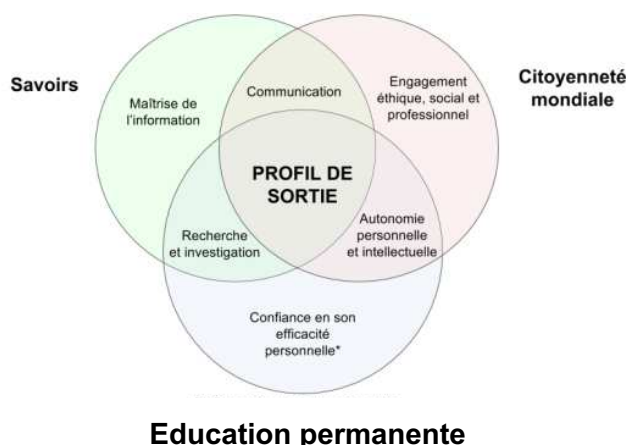 Savoirs
Maîtrise de
l'information
Communication
Engagement
éthique, social et
professionnel
Citoyenneté
mondiale
PROFIL DE
SORTIE
Recherche
et investigation
Autonomie
personnelle
et intellectuelle
Confiance en son
efficacité
personnelle*
Education permanente